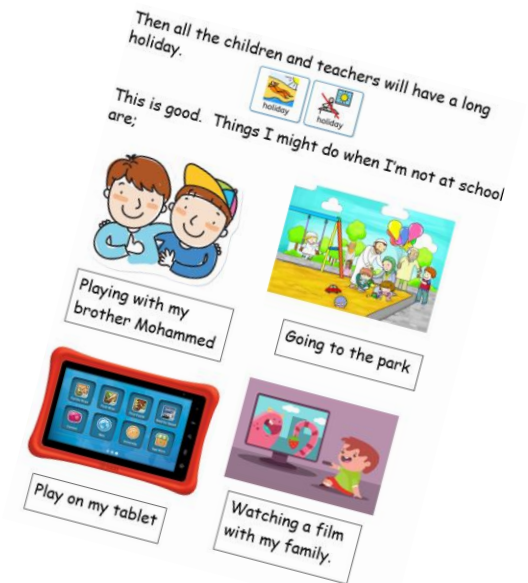 Then all the children and teachers will have a long
holiday.
holiday
holiday
This is good. Things I might do when I'm not at school
are;
Playing with my
brother Mohammed
Going to the park
Play on my tablet
Watching a film
with my family.